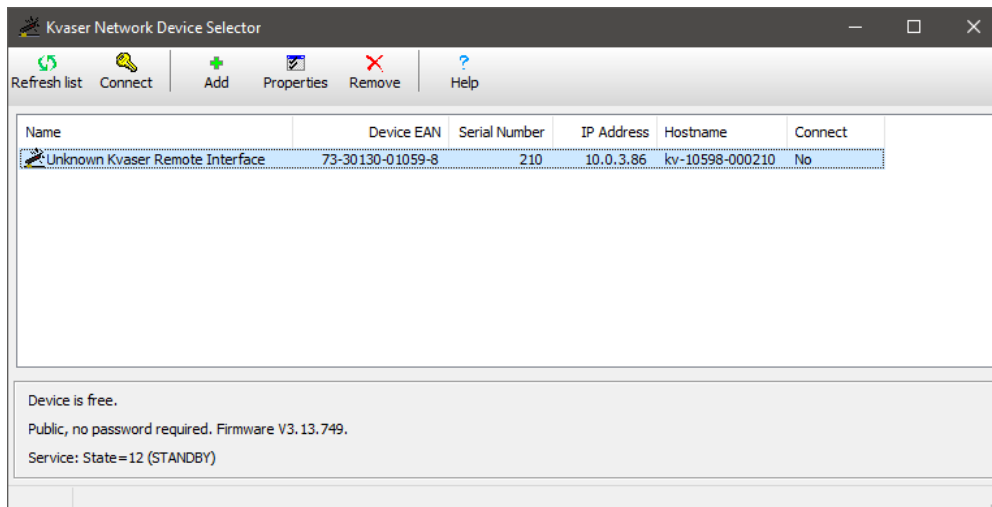 Kvaser Network Device Selector
Refresh list Connect Add Properties Remove Help
Name Device EAN Serial Number IP Address Hostname Connect
Unknown Kvaser Remote Interface 73-30130-01059-8 210 10.0.3.86 kv-10598-000210 No
Device is free.
Public, no password required. Firmware V3.13.749.
Service: State=12 (STANDBY)